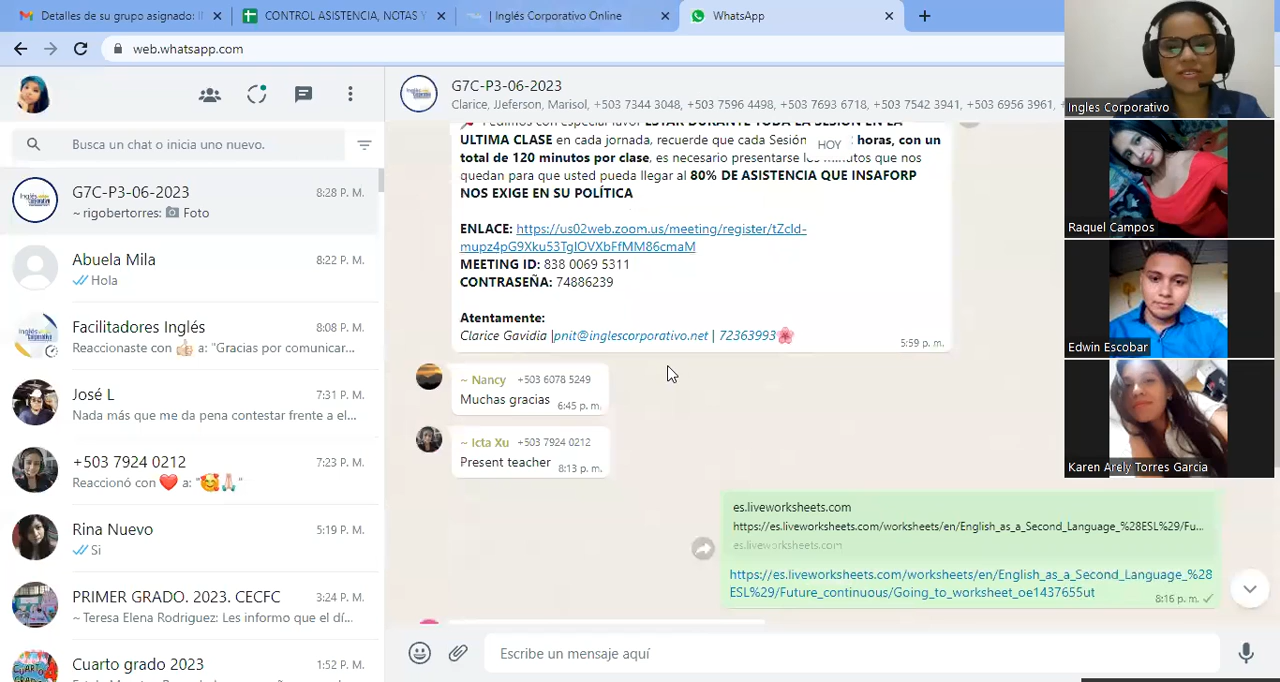 Detalles de su grupo asignado: I
CONTROL ASISTENCIA, NOTAS Y
| Inglés Corporativo Online
WhatsApp
web.whatsapp.com
G7C-P3-06-2023
Clarice, JJeferson, Marisol, +503 7344 3048, +503 7596 4498, +503 7693 6718, +503 7542 3941, +503 6956 3961,
Busca un chat o inicia uno nuevo.
G7C-P3-06-2023 8:28 P. M.
~ rigobertorres: Foto
Abuela Mila 8:22 P. M.
Hola
Facilitadores Inglés 8:08 P. M.
Reaccionaste con 👍 a: "Gracias por comunicar...
José L 7:31 P. M.
Nada más que me da pena contestar frente a el...
+503 7924 0212 7:23 P. M.
Reaccionó con ❤️ a: "🥰🙏🏻"
Rina Nuevo 5:19 P. M.
Si
PRIMER GRADO. 2023. CECFC 3:24 P. M.
~ Teresa Elena Rodriguez: Les informo que el dí...
Cuarto grado 2023 1:52 P. M.
HOY
ESTAR DURANTE TODA LA SESIÓN EN LA
ULTIMA CLASE en cada jornada, recuerde que cada Sesión horas, con un
total de 120 minutos por clase, es necesario presentarse los minutos que nos
quedan para que usted pueda llegar al 80% DE ASISTENCIA QUE INSAFORP
NOS EXIGE EN SU POLÍTICA
ENLACE: https://us02web.zoom.us/meeting/register/tZcld-
mupz4pG9Xku53TgIOVXbFfMM86cmaM
MEETING ID: 838 0069 5311
CONTRASEÑA: 74886239
Atentamente:
Clarice Gavidia |pnit@inglescorporativo.net | 72363993🌸
5:59 p. m.
~ Nancy +503 6078 5249
Muchas gracias 6:45 p. m.
~ Icta Xu +503 7924 0212
Present teacher 8:13 p. m.
es.liveworksheets.com
https://es.liveworksheets.com/worksheets/en/English_as_a_Second_Language_%28ESL%29/Fu...
es.liveworksheets.com
https://es.liveworksheets.com/worksheets/en/English_as_a_Second_Language_%28
ESL%29/Future_continuous/Going_to_worksheet_oe1437655ut
8:16 p. m.
Escribe un mensaje aquí
Ingles Corporativo
Raquel Campos
Edwin Escobar
Karen Arely Torres Garcia